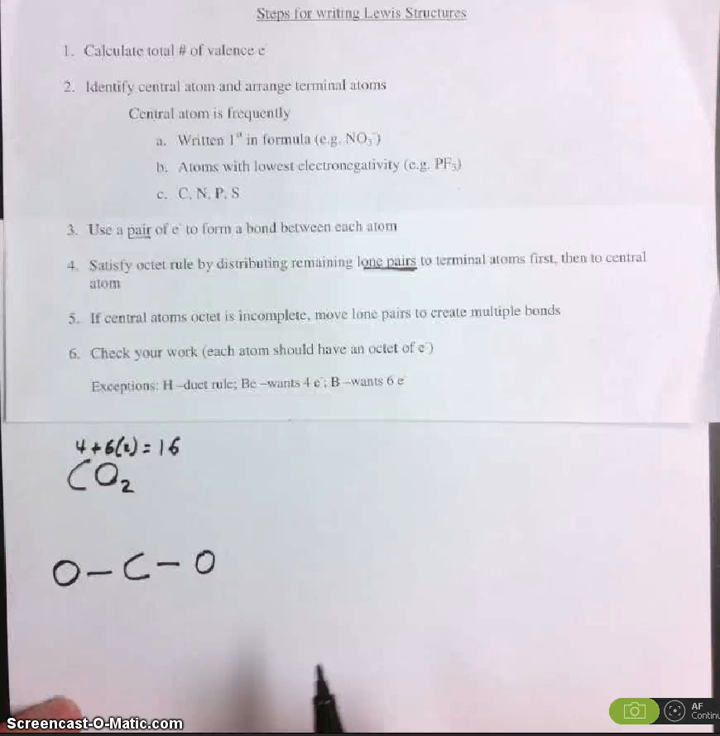 Steps for writing Lewis Structures
1. Calculate total # of valence e⁻
2. Identify central atom and arrange terminal atoms
Central atom is frequently
a. Written 1st in formula (e.g. NO₃⁻)
b. Atoms with lowest electronegativity (e.g. PF₅)
c. C, N, P, S
3. Use a pair of e⁻ to form a bond between each atom
4. Satisfy octet rule by distributing remaining lone pairs to terminal atoms first, then to central
atom
5. If central atoms octet is incomplete, move lone pairs to create multiple bonds
6. Check your work (each atom should have an octet of e⁻)
Exceptions: H –duet rule; Be –wants 4 e⁻; B –wants 6 e⁻
4+6(2)=16
CO₂
O–C–O
Screencast-O-Matic.com
AF
Continu